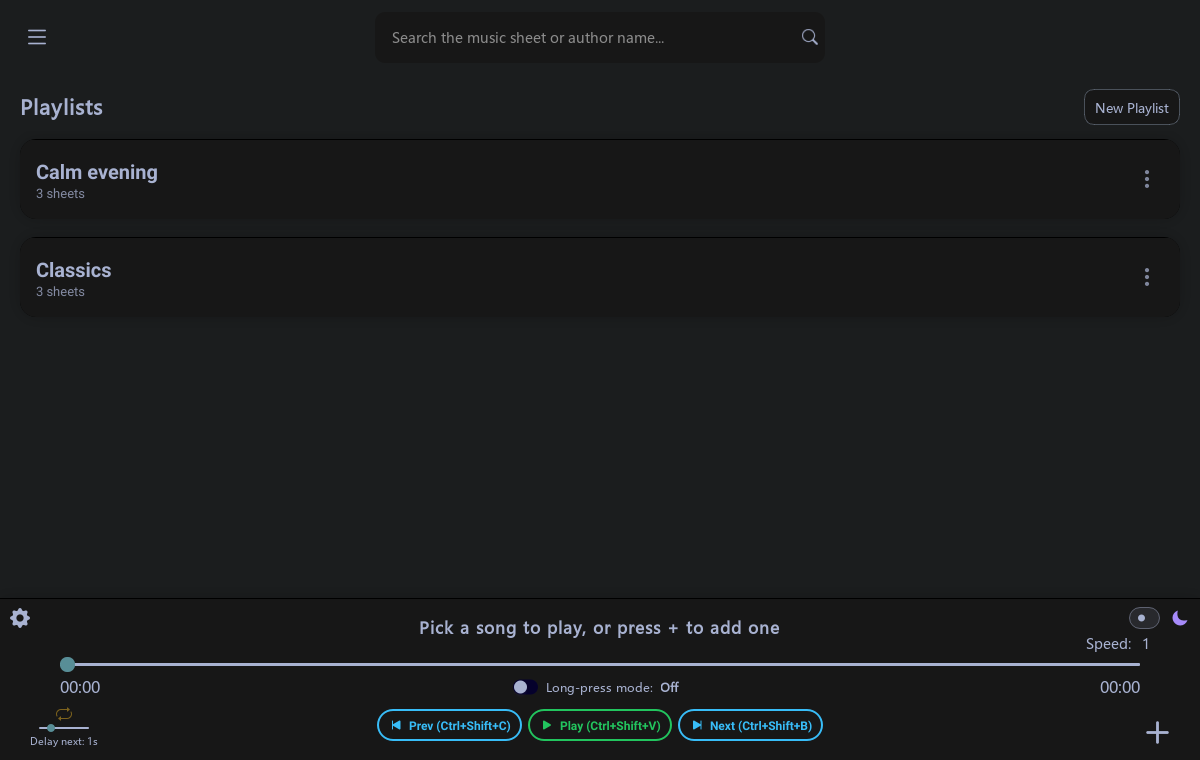 Search the music sheet or author name...
Playlists
New Playlist
Calm evening
3 sheets
Classics
3 sheets
Pick a song to play, or press + to add one
Speed: 1
00:00
Long-press mode: Off
00:00
Prev (Ctrl+Shift+C)
Play (Ctrl+Shift+V)
Next (Ctrl+Shift+B)
Delay next: 1s